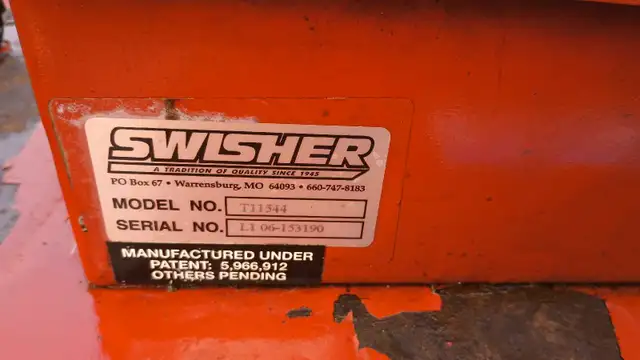 SWISHER
A TRADITION OF QUALITY SINCE 1945
PO Box 67 • Warrensburg, MO 64093 • 660-747-8183
MODEL NO. T11544
SERIAL NO. L1 06-153190
MANUFACTURED UNDER
PATENT: 5,966,912
OTHERS PENDING